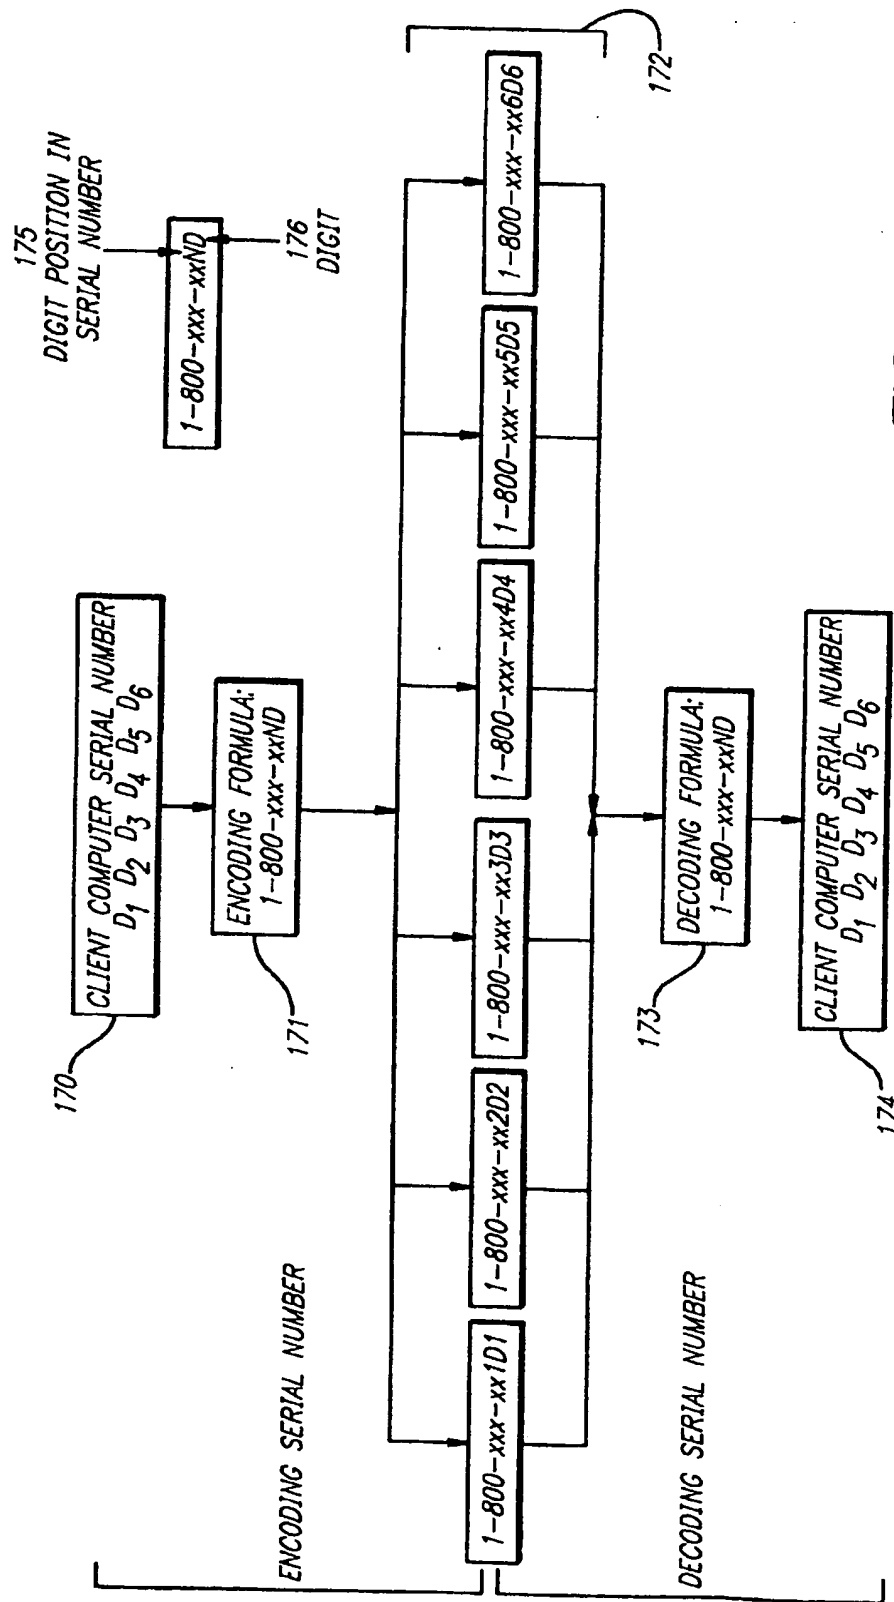 175
DIGIT POSITION IN
SERIAL NUMBER
1-800-xxx-xxND
176
DIGIT
170
CLIENT COMPUTER SERIAL NUMBER
D1 D2 D3 D4 D5 D6
171
ENCODING FORMULA:
1-800-xxx-xxND
ENCODING SERIAL NUMBER
1-800-xxx-xx1D1
1-800-xxx-xx2D2
1-800-xxx-xx3D3
1-800-xxx-xx4D4
1-800-xxx-xx5D5
1-800-xxx-xx6D6
172
DECODING SERIAL NUMBER
173
DECODING FORMULA:
1-800-xxx-xxND
174
CLIENT COMPUTER SERIAL NUMBER
D1 D2 D3 D4 D5 D6